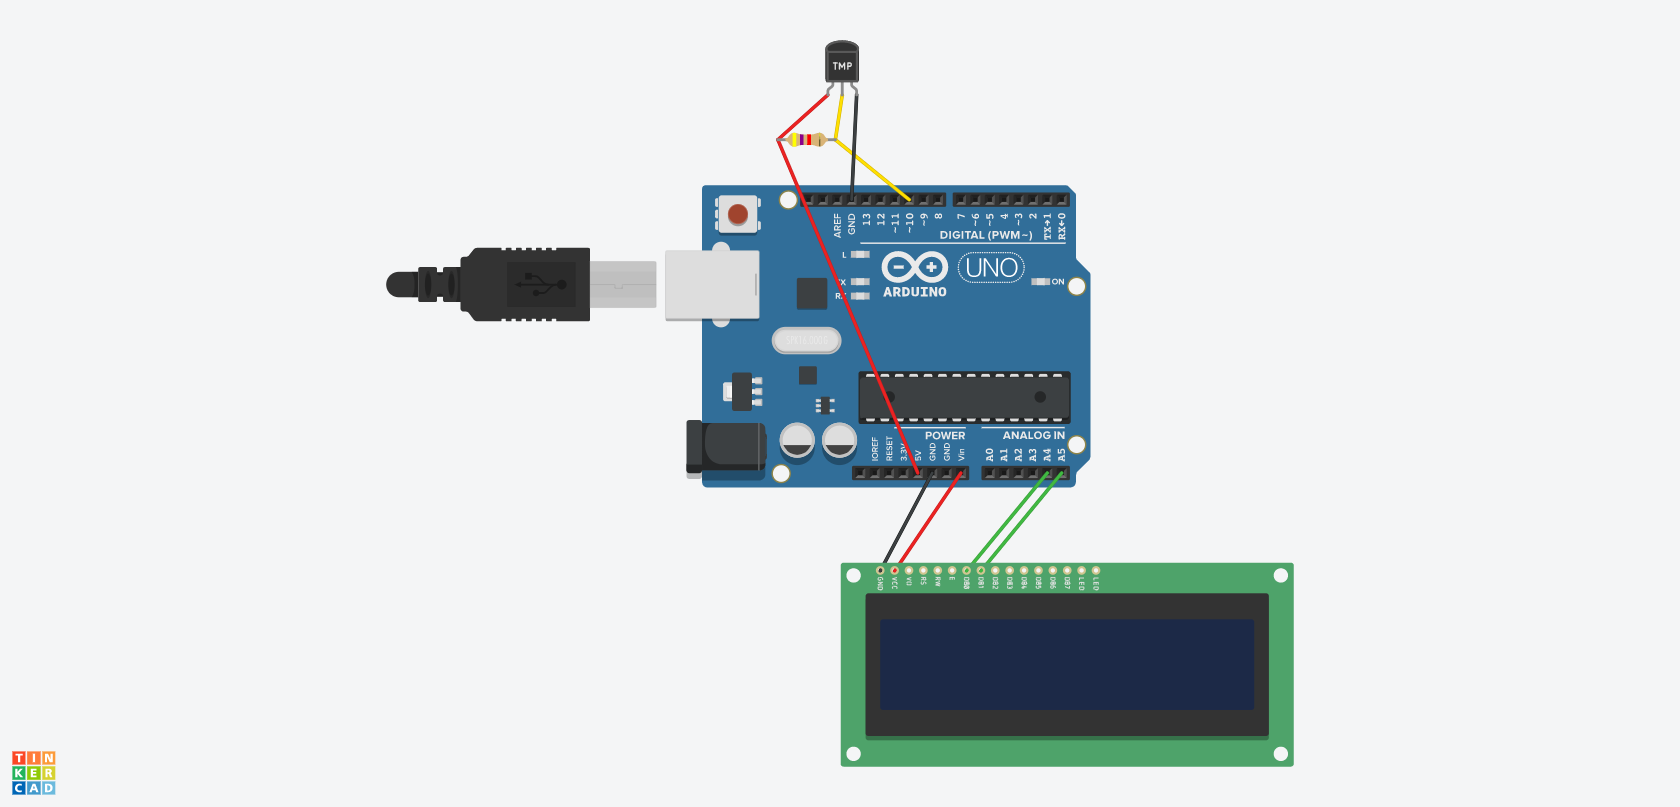 TMP
AREF
GND
13
12
~11
~10
~9
8
7
~6
~5
4
~3
2
TX→1
RX←0
DIGITAL (PWM~)
L
TX
RX
ARDUINO
UNO
ON
POWER
ANALOG IN
IOREF
RESET
3.3V
5V
GND
GND
Vin
A0
A1
A2
A3
A4
A5
GND
VCC
V0
RS
RW
E
DB0
DB1
DB2
DB3
DB4
DB5
DB6
DB7
LED
LED
TIN
KER
CAD